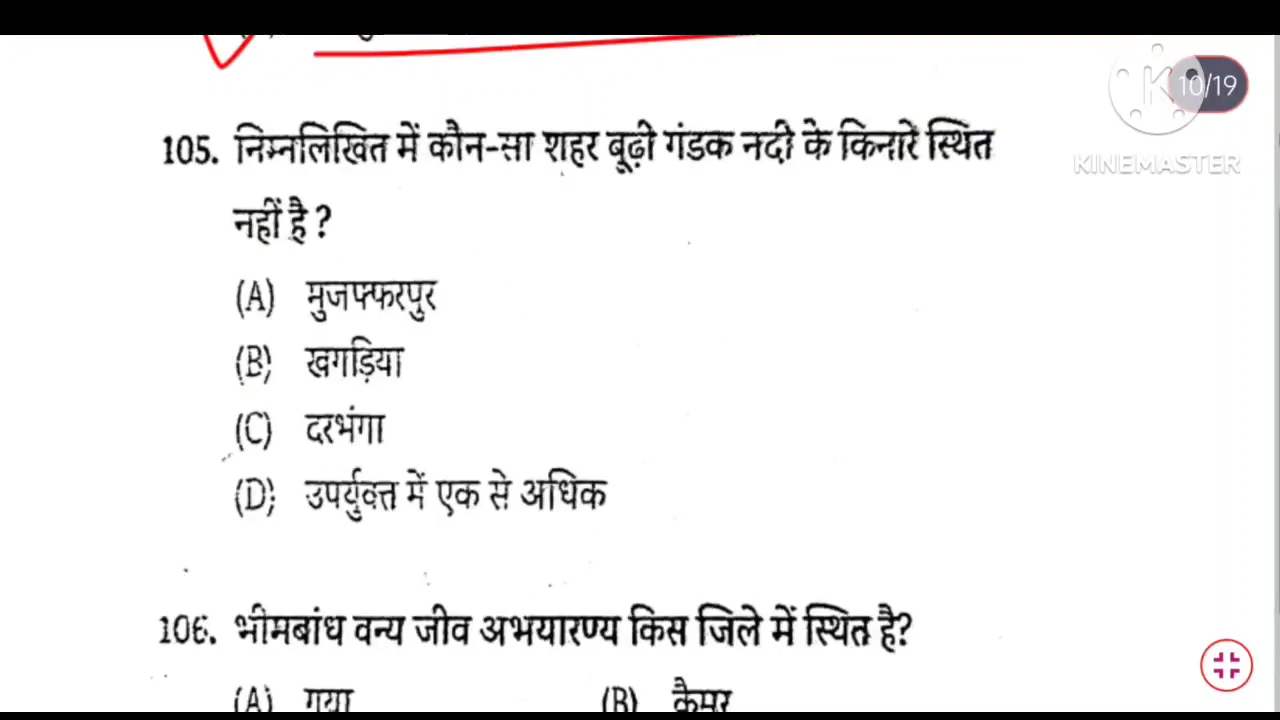 10/19
KINEMASTER
105. निम्नलिखित में कौन-सा शहर बूढ़ी गंडक नदी के किनारे स्थित
नहीं है?
(A) मुजफ्फरपुर
(B) खगड़िया
(C) दरभंगा
(D) उपर्युक्त में एक से अधिक
106. भीमबांध वन्य जीव अभयारण्य किस जिले में स्थित है?
(A) गया (B) कैमूर